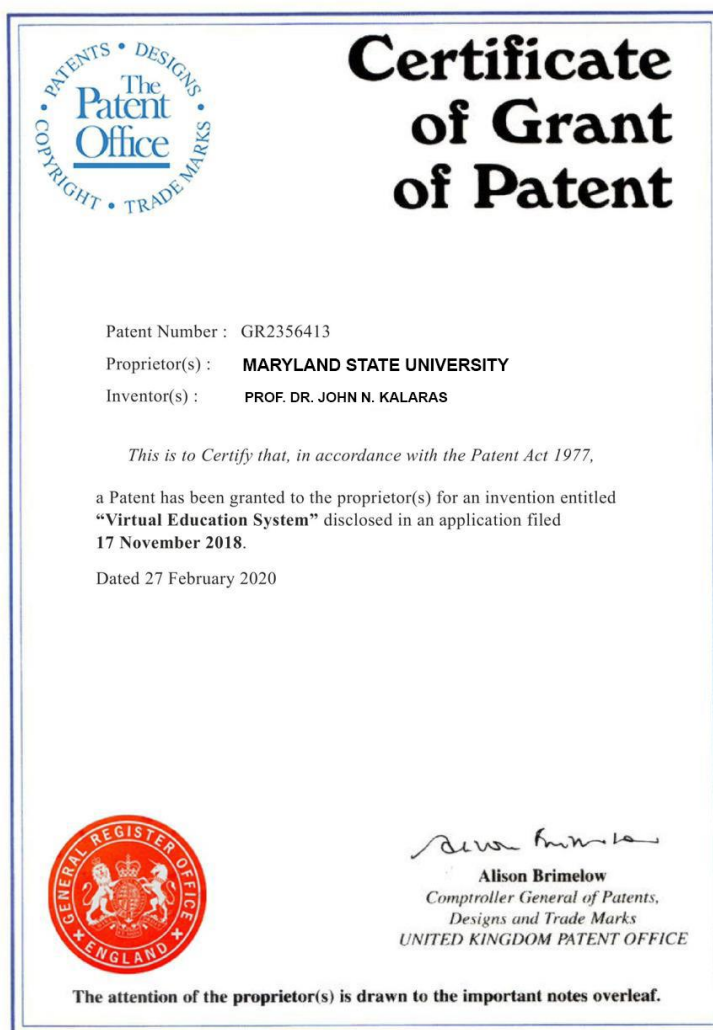 PATENTS • DESIGNS • COPYRIGHT • TRADE MARKS
The
Patent
Office
Certificate
of Grant
of Patent
Patent Number : GR2356413
Proprietor(s) : MARYLAND STATE UNIVERSITY
Inventor(s) : PROF. DR. JOHN N. KALARAS
This is to Certify that, in accordance with the Patent Act 1977,
a Patent has been granted to the proprietor(s) for an invention entitled
“Virtual Education System” disclosed in an application filed
17 November 2018.
Dated 27 February 2020
GENERAL REGISTER OFFICE
ENGLAND
Alison Brimelow
Comptroller General of Patents,
Designs and Trade Marks
UNITED KINGDOM PATENT OFFICE
The attention of the proprietor(s) is drawn to the important notes overleaf.